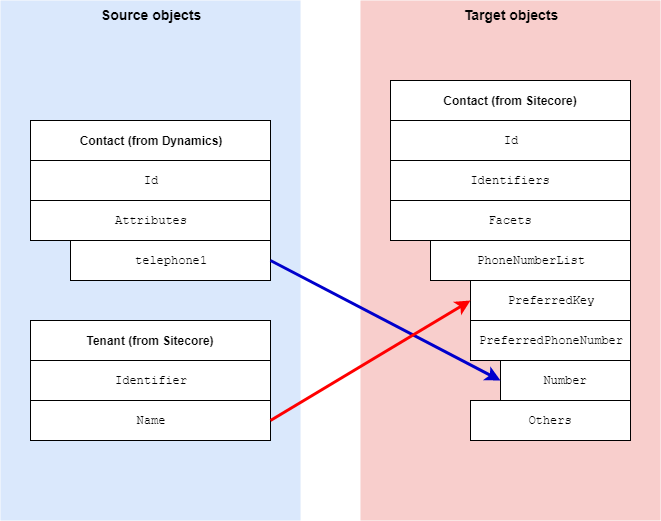 Source objects
Contact (from Dynamics)
Id
Attributes
telephone1
Tenant (from Sitecore)
Identifier
Name
Target objects
Contact (from Sitecore)
Id
Identifiers
Facets
PhoneNumberList
PreferredKey
PreferredPhoneNumber
Number
Others